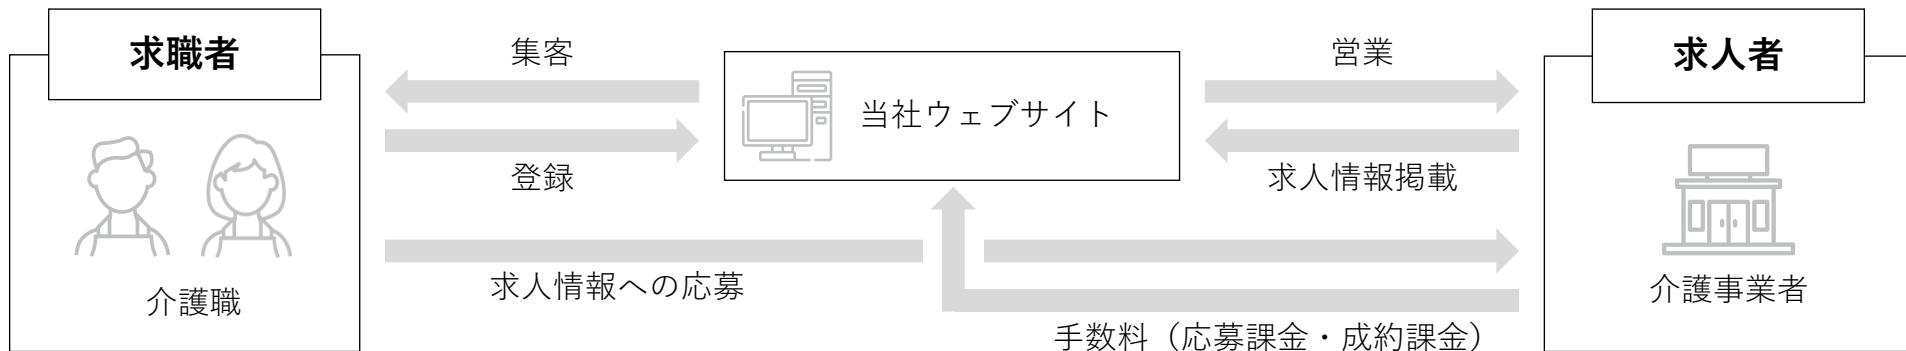 求職者
集客
営業
求人者
当社ウェブサイト
登録
求人情報掲載
求人情報への応募
介護職
介護事業者
手数料（応募課金・成約課金）